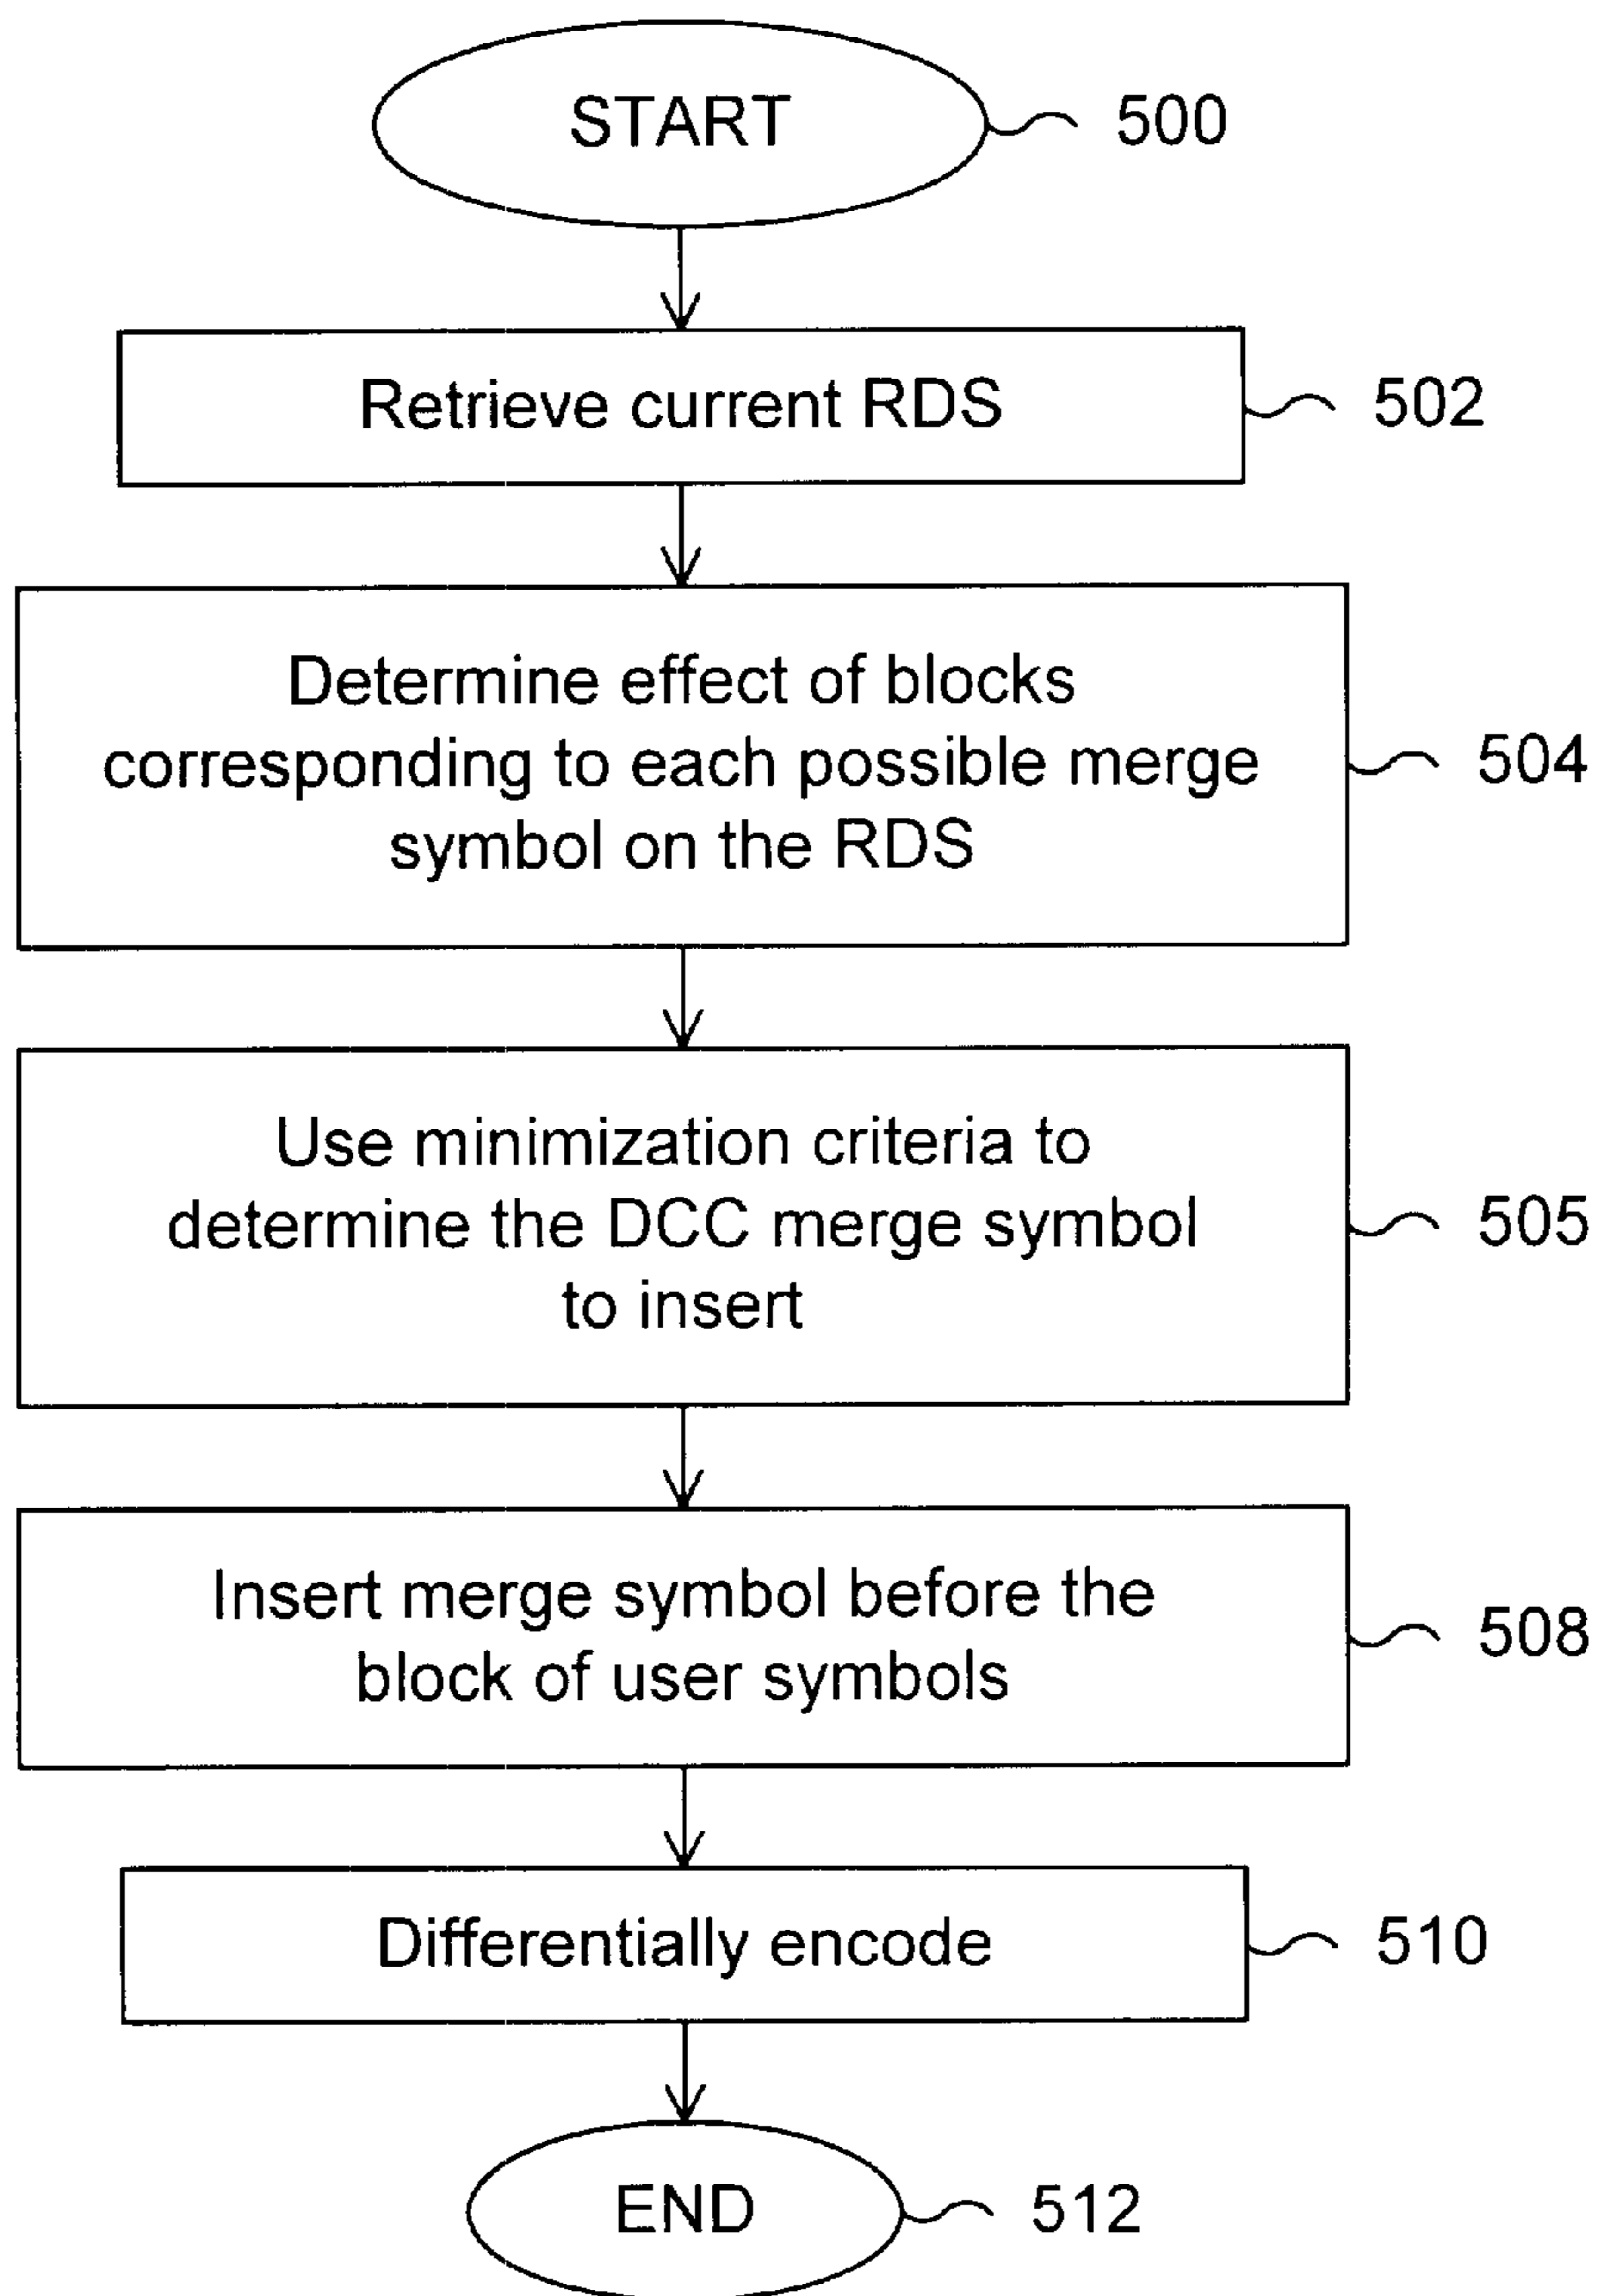 START
500
Retrieve current RDS
502
Determine effect of blocks
corresponding to each possible merge
symbol on the RDS
504
Use minimization criteria to
determine the DCC merge symbol
to insert
505
Insert merge symbol before the
block of user symbols
508
Differentially encode
510
END
512